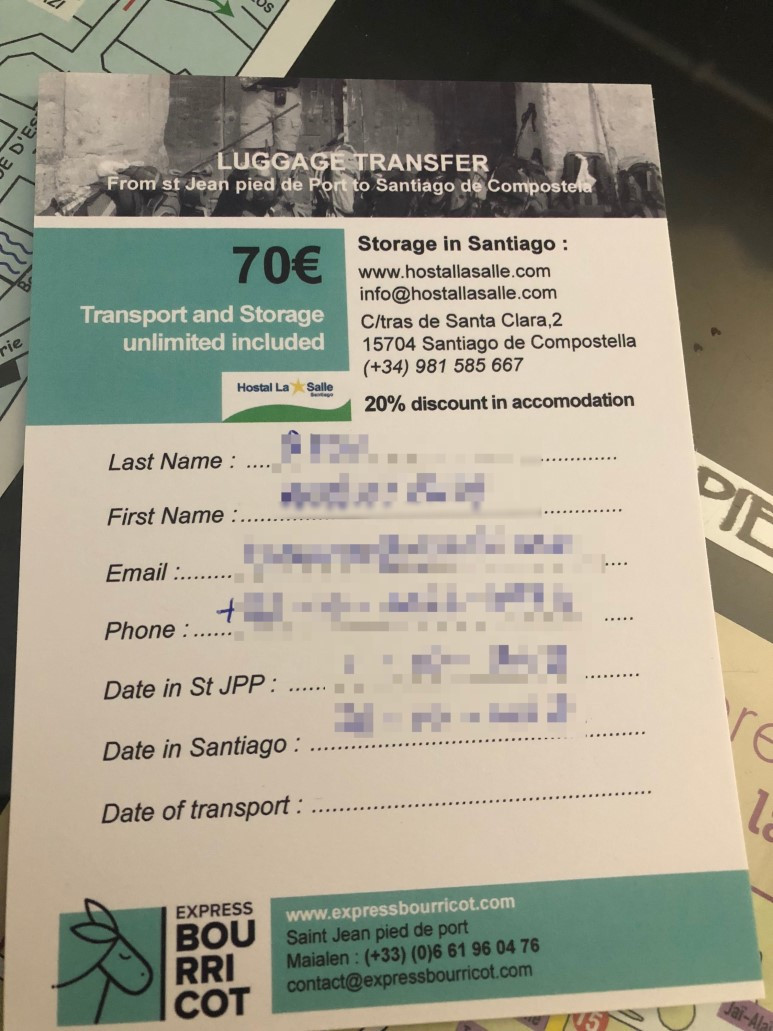 LUGGAGE TRANSFER
From st Jean pied de Port to Santiago de Compostela
70€
Transport and Storage
unlimited included
Hostal La Salle
Santiago
Storage in Santiago :
www.hostallasalle.com
info@hostallasalle.com
C/tras de Santa Clara,2
15704 Santiago de Compostella
(+34) 981 585 667
20% discount in accomodation
Last Name :
First Name :
Email :
Phone : +
Date in St JPP :
Date in Santiago :
Date of transport :
EXPRESS
BOU
RRI
COT
www.expressbourricot.com
Saint Jean pied de port
Maialen : (+33) (0)6 61 96 04 76
contact@expressbourricot.com
PIE
15